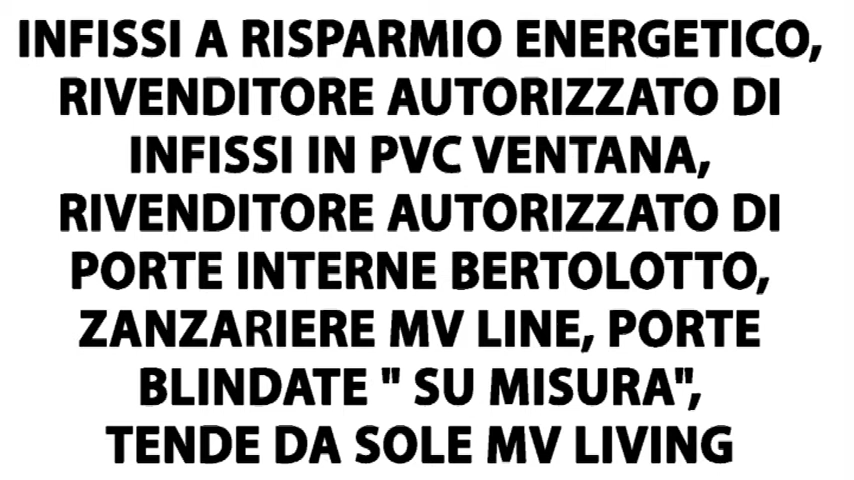 INFISSI A RISPARMIO ENERGETICO,
RIVENDITORE AUTORIZZATO DI
INFISSI IN PVC VENTANA,
RIVENDITORE AUTORIZZATO DI
PORTE INTERNE BERTOLOTTO,
ZANZARIERE MV LINE, PORTE
BLINDATE " SU MISURA",
TENDE DA SOLE MV LIVING